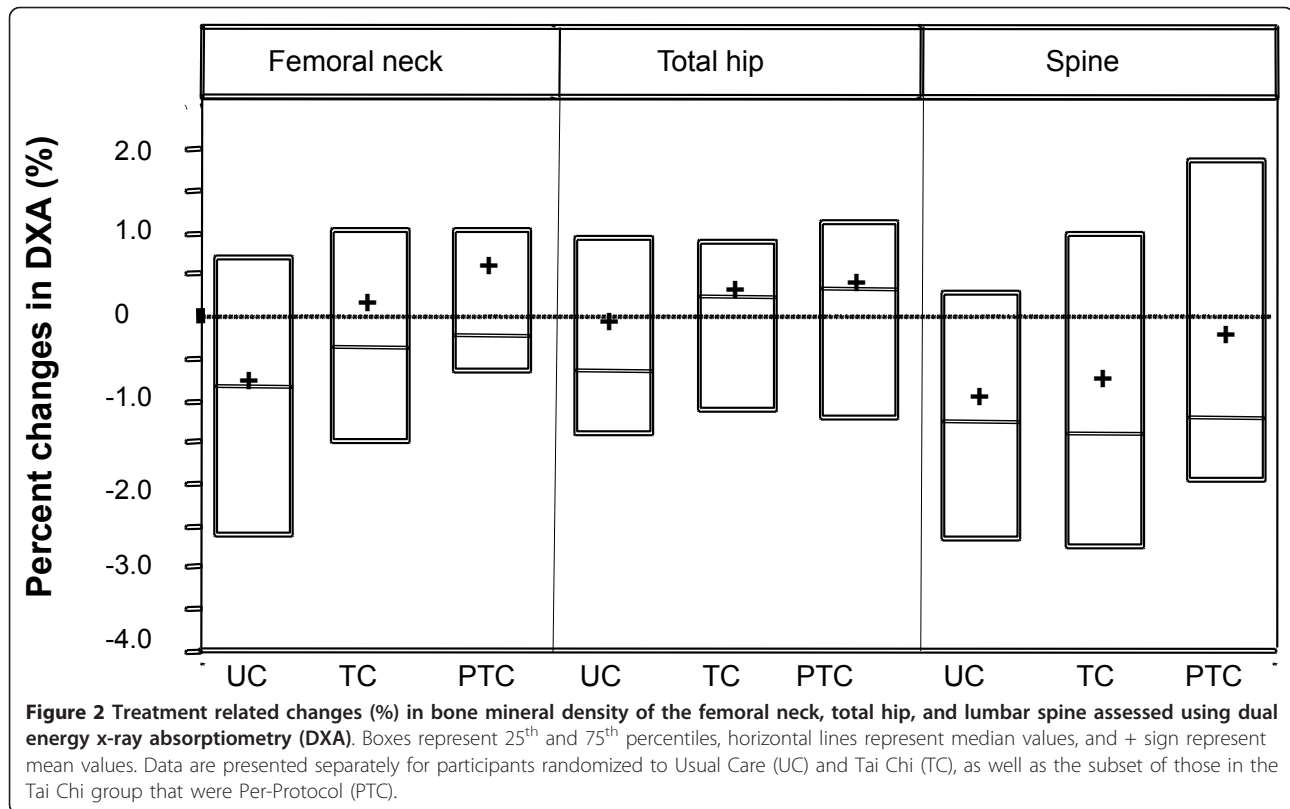 Femoral neck Total hip Spine
Percent changes in DXA (%)
2.0
1.0
0
-1.0
-2.0
-3.0
-4.0
UC TC PTC UC TC PTC UC TC PTC
Figure 2 Treatment related changes (%) in bone mineral density of the femoral neck, total hip, and lumbar spine assessed using dual
energy x-ray absorptiometry (DXA). Boxes represent 25th and 75th percentiles, horizontal lines represent median values, and + sign represent
mean values. Data are presented separately for participants randomized to Usual Care (UC) and Tai Chi (TC), as well as the subset of those in the
Tai Chi group that were Per-Protocol (PTC).